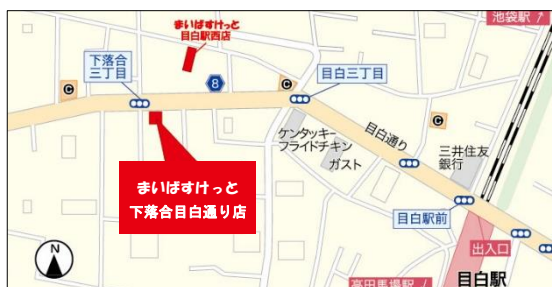 池袋駅
まいばすけっと
目白駅西店
下落合
三丁目
C
8
C
目白三丁目
C
ケンタッキー
フライドチキン
ガスト
目白通り
三井住友
銀行
まいばすけっと
下落合目白通り店
目白駅前
出入口
N
高田馬場駅
目白駅